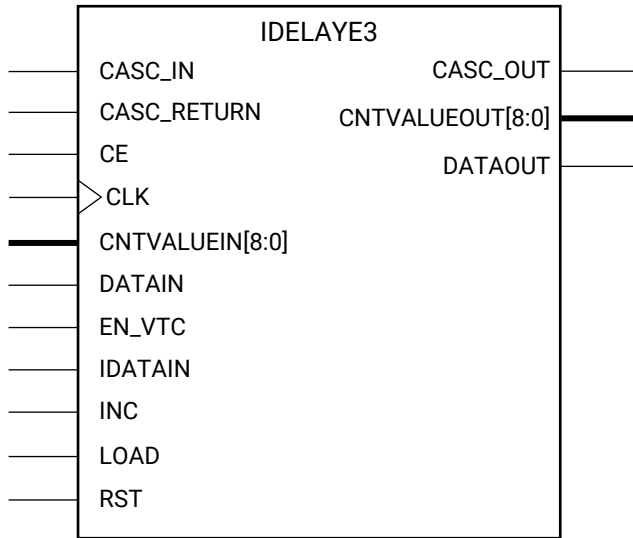 IDELAYE3
CASC_IN
CASC_OUT
CASC_RETURN
CNTVALUEOUT[8:0]
CE
DATAOUT
CLK
CNTVALUEIN[8:0]
DATAIN
EN_VTC
IDATAIN
INC
LOAD
RST